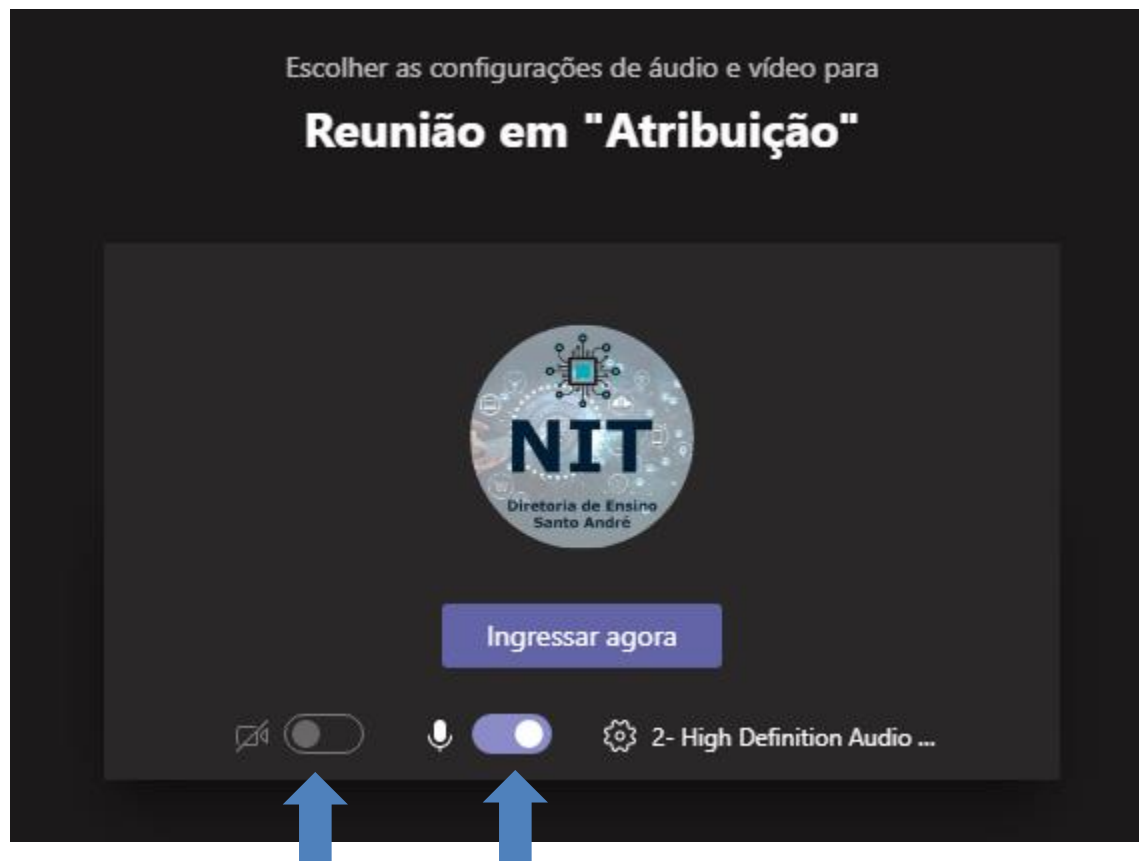 Escolher as configurações de áudio e vídeo para
Reunião em "Atribuição"
NIT
Diretoria de Ensino
Santo André
Ingressar agora
2- High Definition Audio ...